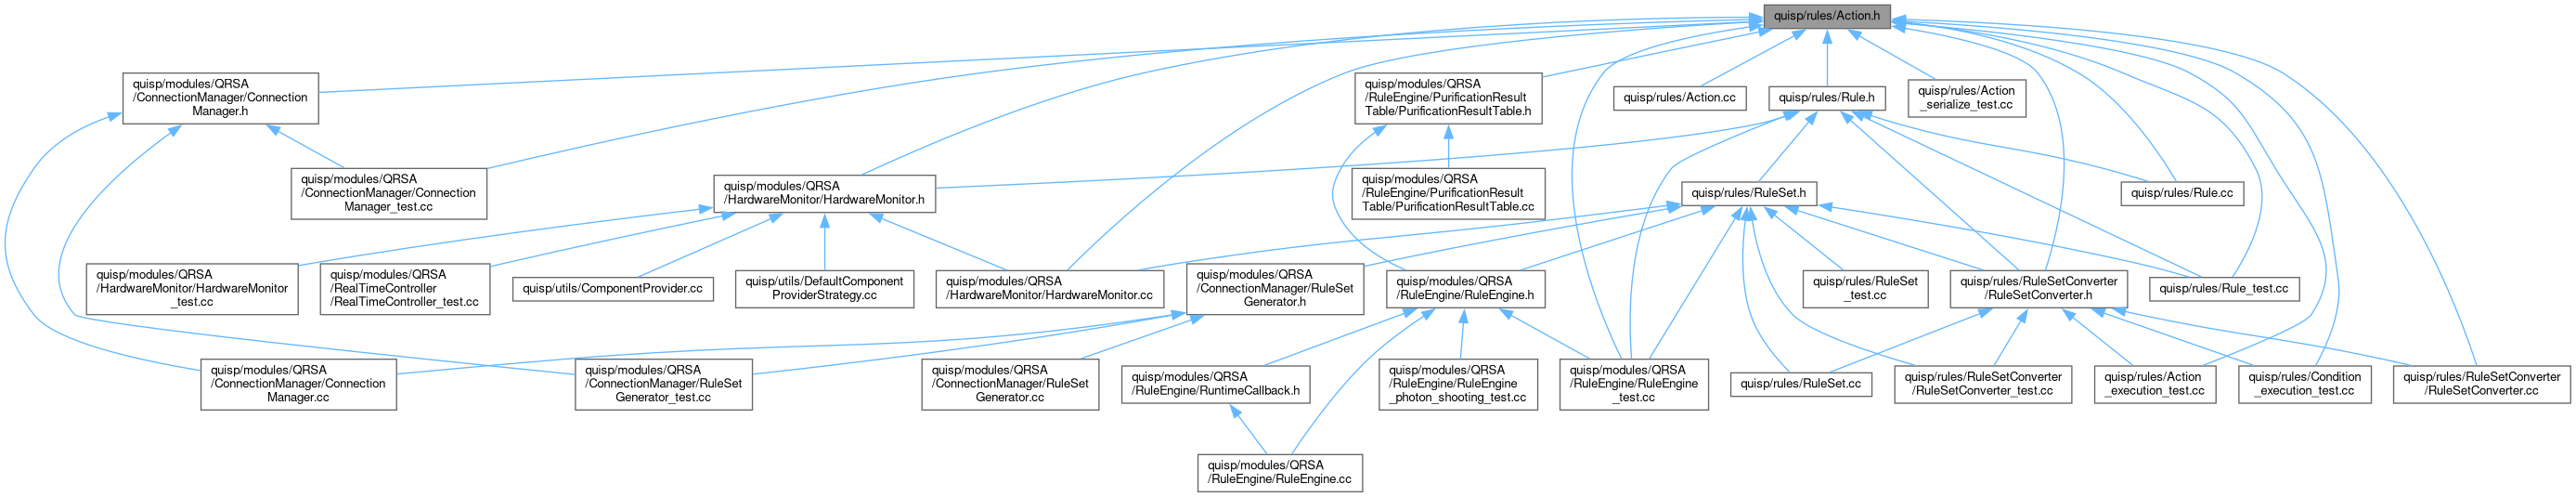 quisp/rules/Action.h
quisp/modules/QRSA
/ConnectionManager/Connection
Manager.h
quisp/modules/QRSA
/RuleEngine/PurificationResult
Table/PurificationResultTable.h
quisp/rules/Action.cc
quisp/rules/Rule.h
quisp/rules/Action
_serialize_test.cc
quisp/modules/QRSA
/ConnectionManager/Connection
Manager_test.cc
quisp/modules/QRSA
/HardwareMonitor/HardwareMonitor.h
quisp/modules/QRSA
/RuleEngine/PurificationResult
Table/PurificationResultTable.cc
quisp/rules/RuleSet.h
quisp/rules/Rule.cc
quisp/modules/QRSA
/HardwareMonitor/HardwareMonitor
_test.cc
quisp/modules/QRSA
/RealTimeController
/RealTimeController_test.cc
quisp/utils/ComponentProvider.cc
quisp/utils/DefaultComponent
ProviderStrategy.cc
quisp/modules/QRSA
/HardwareMonitor/HardwareMonitor.cc
quisp/modules/QRSA
/ConnectionManager/RuleSet
Generator.h
quisp/modules/QRSA
/RuleEngine/RuleEngine.h
quisp/rules/RuleSet
_test.cc
quisp/rules/RuleSetConverter
/RuleSetConverter.h
quisp/rules/Rule_test.cc
quisp/modules/QRSA
/ConnectionManager/Connection
Manager.cc
quisp/modules/QRSA
/ConnectionManager/RuleSet
Generator_test.cc
quisp/modules/QRSA
/ConnectionManager/RuleSet
Generator.cc
quisp/modules/QRSA
/RuleEngine/RuntimeCallback.h
quisp/modules/QRSA
/RuleEngine/RuleEngine
_photon_shooting_test.cc
quisp/modules/QRSA
/RuleEngine/RuleEngine
_test.cc
quisp/rules/RuleSet.cc
quisp/rules/RuleSetConverter
/RuleSetConverter_test.cc
quisp/rules/Action
_execution_test.cc
quisp/rules/Condition
_execution_test.cc
quisp/rules/RuleSetConverter
/RuleSetConverter.cc
quisp/modules/QRSA
/RuleEngine/RuleEngine.cc